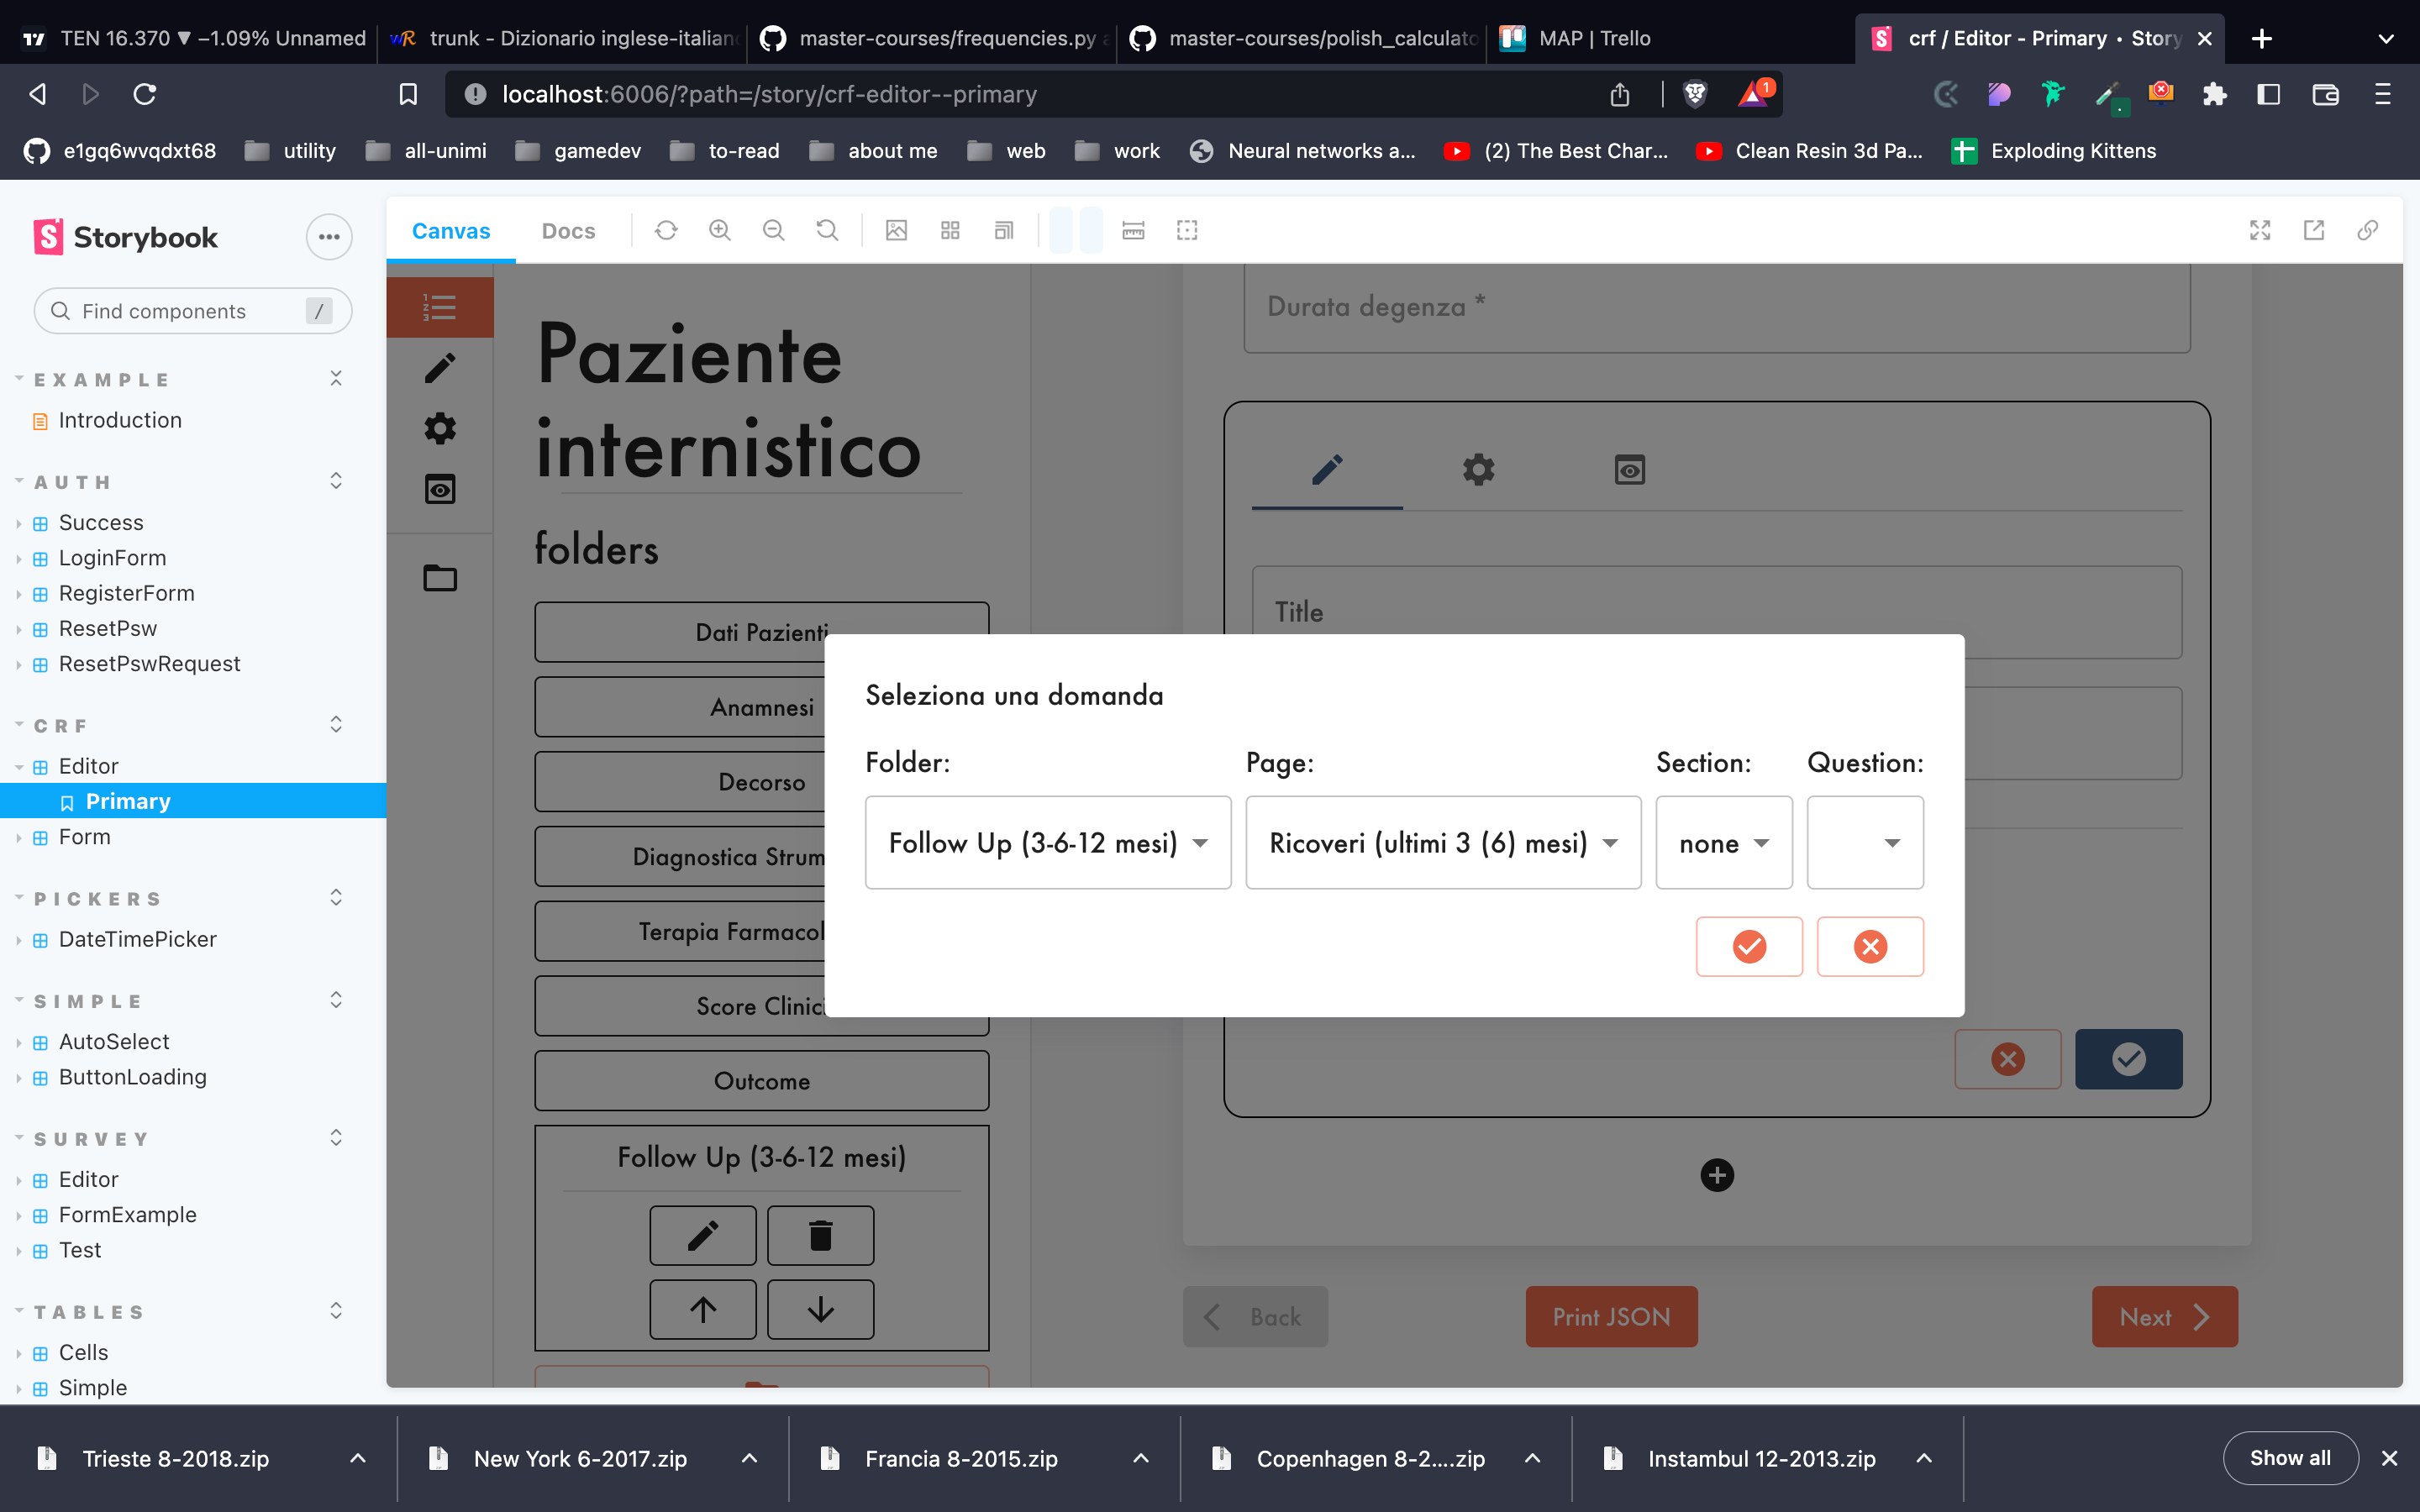 TEN 16.370 ▼ −1.09% Unnamed
trunk - Dizionario inglese-italian
master-courses/frequencies.py a
master-courses/polish_calculato
MAP | Trello
crf / Editor - Primary · Story
localhost:6006/?path=/story/crf-editor--primary
1
e1gq6wvqdxt68
utility
all-unimi
gamedev
to-read
about me
web
work
Neural networks a...
(2) The Best Char...
Clean Resin 3d Pa...
Exploding Kittens
Storybook
Find components
/
EXAMPLE
Introduction
AUTH
Success
LoginForm
RegisterForm
ResetPsw
ResetPswRequest
CRF
Editor
Primary
Form
PICKERS
DateTimePicker
SIMPLE
AutoSelect
ButtonLoading
SURVEY
Editor
FormExample
Test
TABLES
Cells
Simple
Canvas
Docs
Paziente
internistico
folders
Dati Pazienti
Anamnesi
Decorso
Diagnostica Strum
Terapia Farmacol
Score Clinici
Outcome
Follow Up (3-6-12 mesi)
Durata degenza *
Title
Seleziona una domanda
Folder:
Page:
Section:
Question:
Follow Up (3-6-12 mesi)
Ricoveri (ultimi 3 (6) mesi)
none
Back
Print JSON
Next
Trieste 8-2018.zip
New York 6-2017.zip
Francia 8-2015.zip
Copenhagen 8-2....zip
Instambul 12-2013.zip
Show all